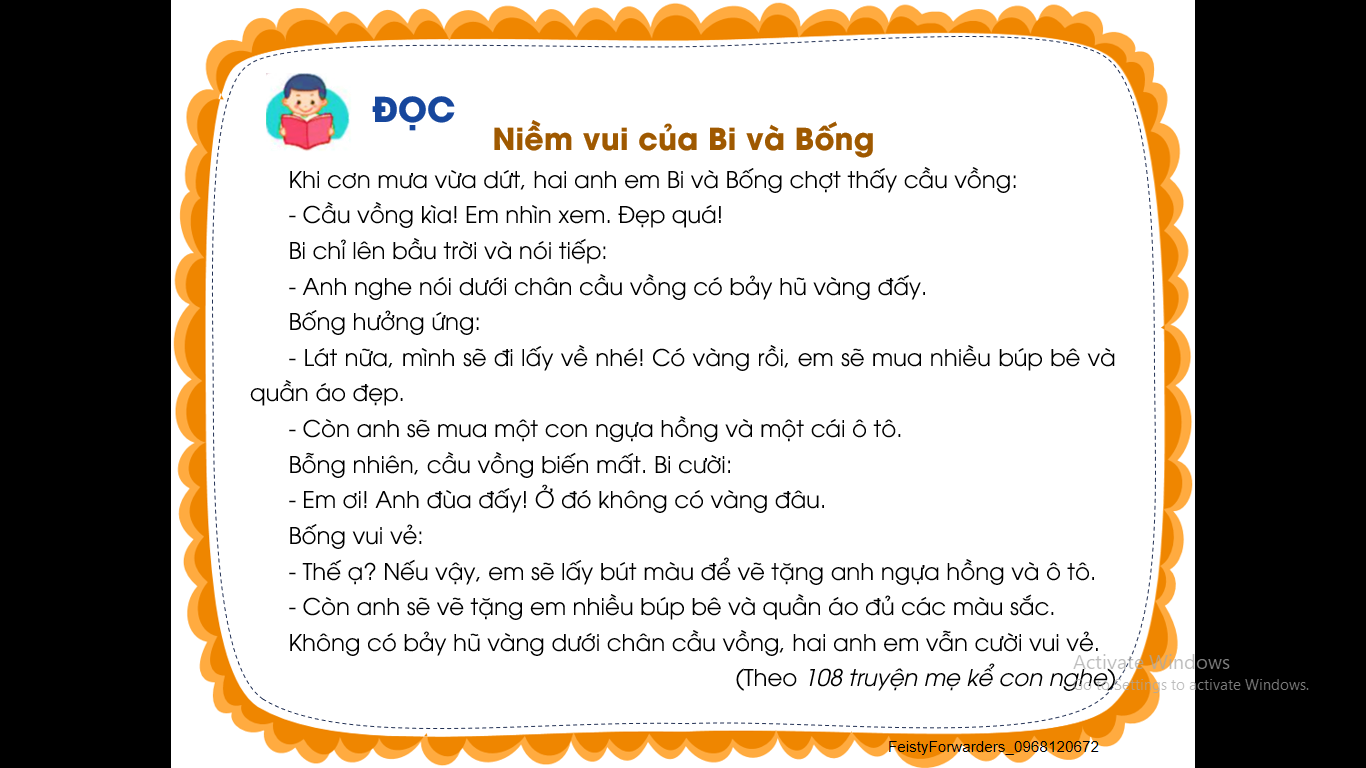 ĐỌC
Niềm vui của Bi và Bống
Khi cơn mưa vừa dứt, hai anh em Bi và Bống chợt thấy cầu vồng:
- Cầu vồng kìa! Em nhìn xem. Đẹp quá!
Bi chỉ lên bầu trời và nói tiếp:
- Anh nghe nói dưới chân cầu vồng có bảy hũ vàng đấy.
Bống hưởng ứng:
- Lát nữa, mình sẽ đi lấy về nhé! Có vàng rồi, em sẽ mua nhiều búp bê và
quần áo đẹp.
- Còn anh sẽ mua một con ngựa hồng và một cái ô tô.
Bỗng nhiên, cầu vồng biến mất. Bi cười:
- Em ơi! Anh đùa đấy! Ở đó không có vàng đâu.
Bống vui vẻ:
- Thế ạ? Nếu vậy, em sẽ lấy bút màu để vẽ tặng anh ngựa hồng và ô tô.
- Còn anh sẽ vẽ tặng em nhiều búp bê và quần áo đủ các màu sắc.
Không có bảy hũ vàng dưới chân cầu vồng, hai anh em vẫn cười vui vẻ.
(Theo 108 truyện mẹ kể con nghe)
Activate Windows
Go to Settings to activate Windows.
FeistyForwarders_0968120672